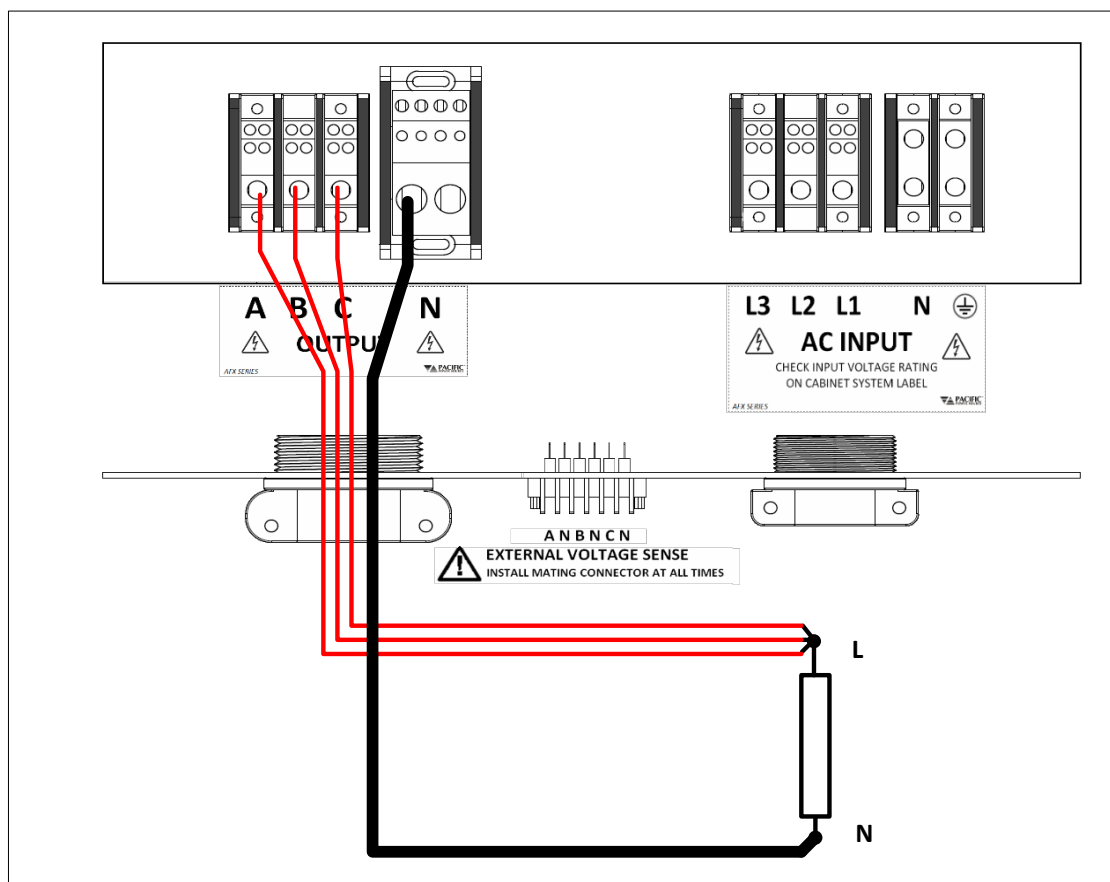 A B C N
OUTPUT
AFX SERIES
PACIFIC
L3 L2 L1 N
AC INPUT
CHECK INPUT VOLTAGE RATING
ON CABINET SYSTEM LABEL
AFX SERIES
PACIFIC
A N B N C N
EXTERNAL VOLTAGE SENSE
INSTALL MATING CONNECTOR AT ALL TIMES
L
N